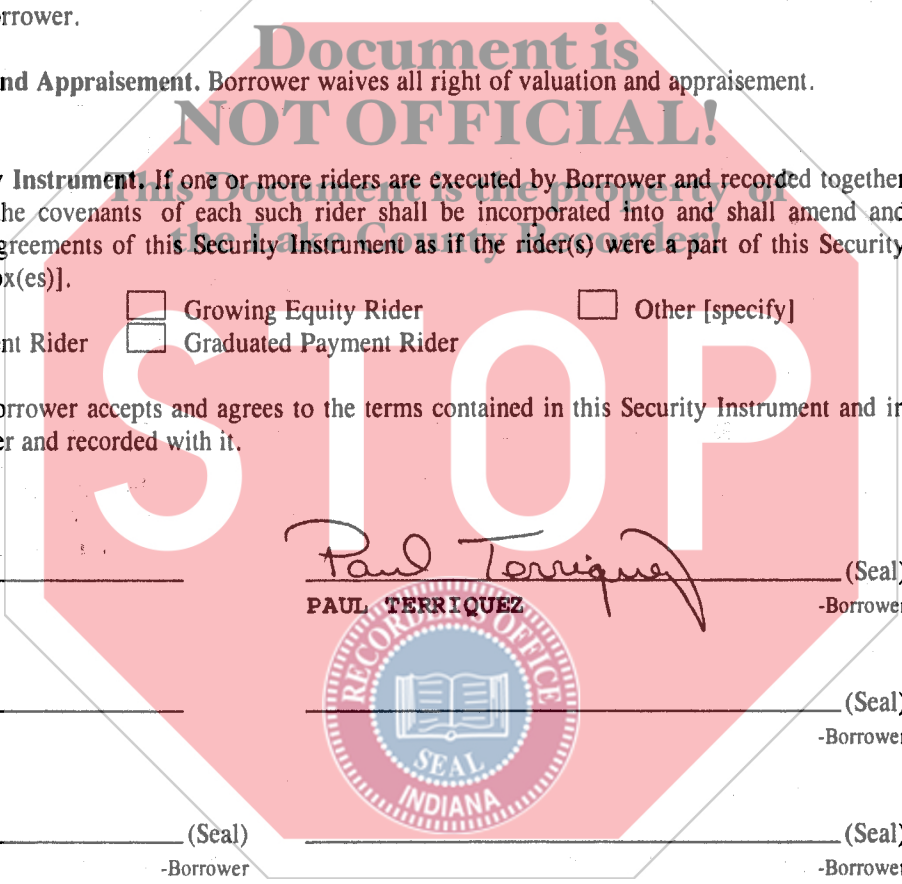 rrower.
Document is
nd Appraisement. Borrower waives all right of valuation and appraisement.
NOT OFFICIAL!
Instrument. If one or more riders are executed by Borrower and recorded together
This Document is the property of
he covenants of each such rider shall be incorporated into and shall amend and
greements of this Security Instrument as if the rider(s) were a part of this Security
the Lake County Recorder!
ox(es)].
Growing Equity Rider Other [specify]
nt Rider Graduated Payment Rider
STOP
orrower accepts and agrees to the terms contained in this Security Instrument and in
er and recorded with it.
Paul Terriquez (Seal)
PAUL TERRIQUEZ -Borrower
RECORDER'S OFFICE
(Seal)
-Borrower
SEAL
INDIANA
(Seal) (Seal)
-Borrower -Borrower